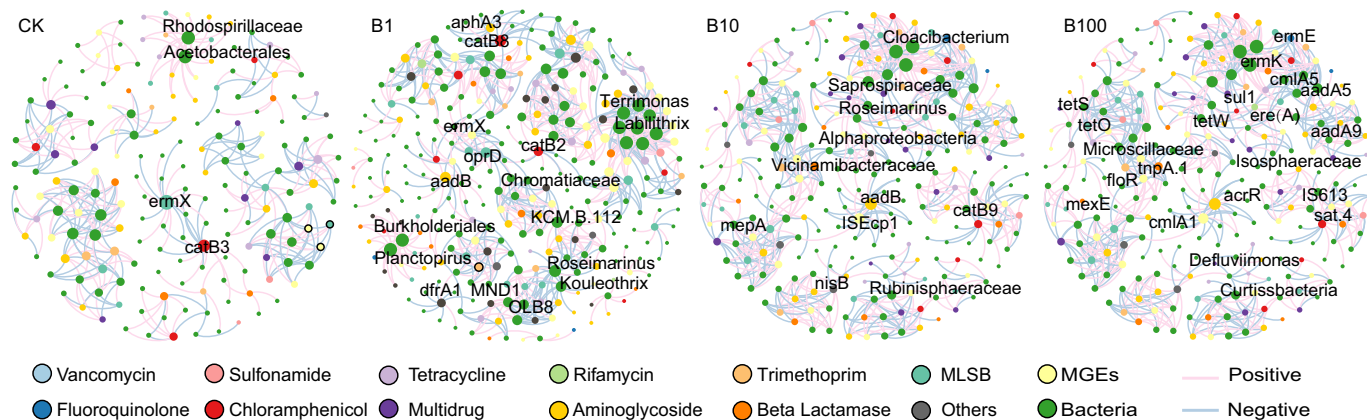 CK
Rhodospirillaceae
Acetobacterales
ermX
catB3
B1
aphA3
catB8
Terrimonas
Labilithrix
ermX
catB2
oprD
aadB
Chromatiaceae
KCM.B.112
Burkholderiales
Planctopirus
Roseimarinus
Kouleothrix
dfrA1
MND1
OLB8
B10
Cloacibacterium
Saprospiraceae
Roseimarinus
Alphaproteobacteria
Vicinamibacteraceae
aadB
catB9
mepA
ISEcp1
nisB
Rubinisphaeraceae
B100
ermE
ermK
cmlA5
aadA5
sul1
tetS
ere(A)
tetO
tetW
aadA9
Microscillaceae
Isosphaeraceae
tnpA.1
floR
acrR
IS613
mexE
sat.4
cmlA1
Defluviimonas
Curtissbacteria
Vancomycin Sulfonamide Tetracycline Rifamycin Trimethoprim MLSB MGEs Positive
Fluoroquinolone Chloramphenicol Multidrug Aminoglycoside Beta Lactamase Others Bacteria Negative